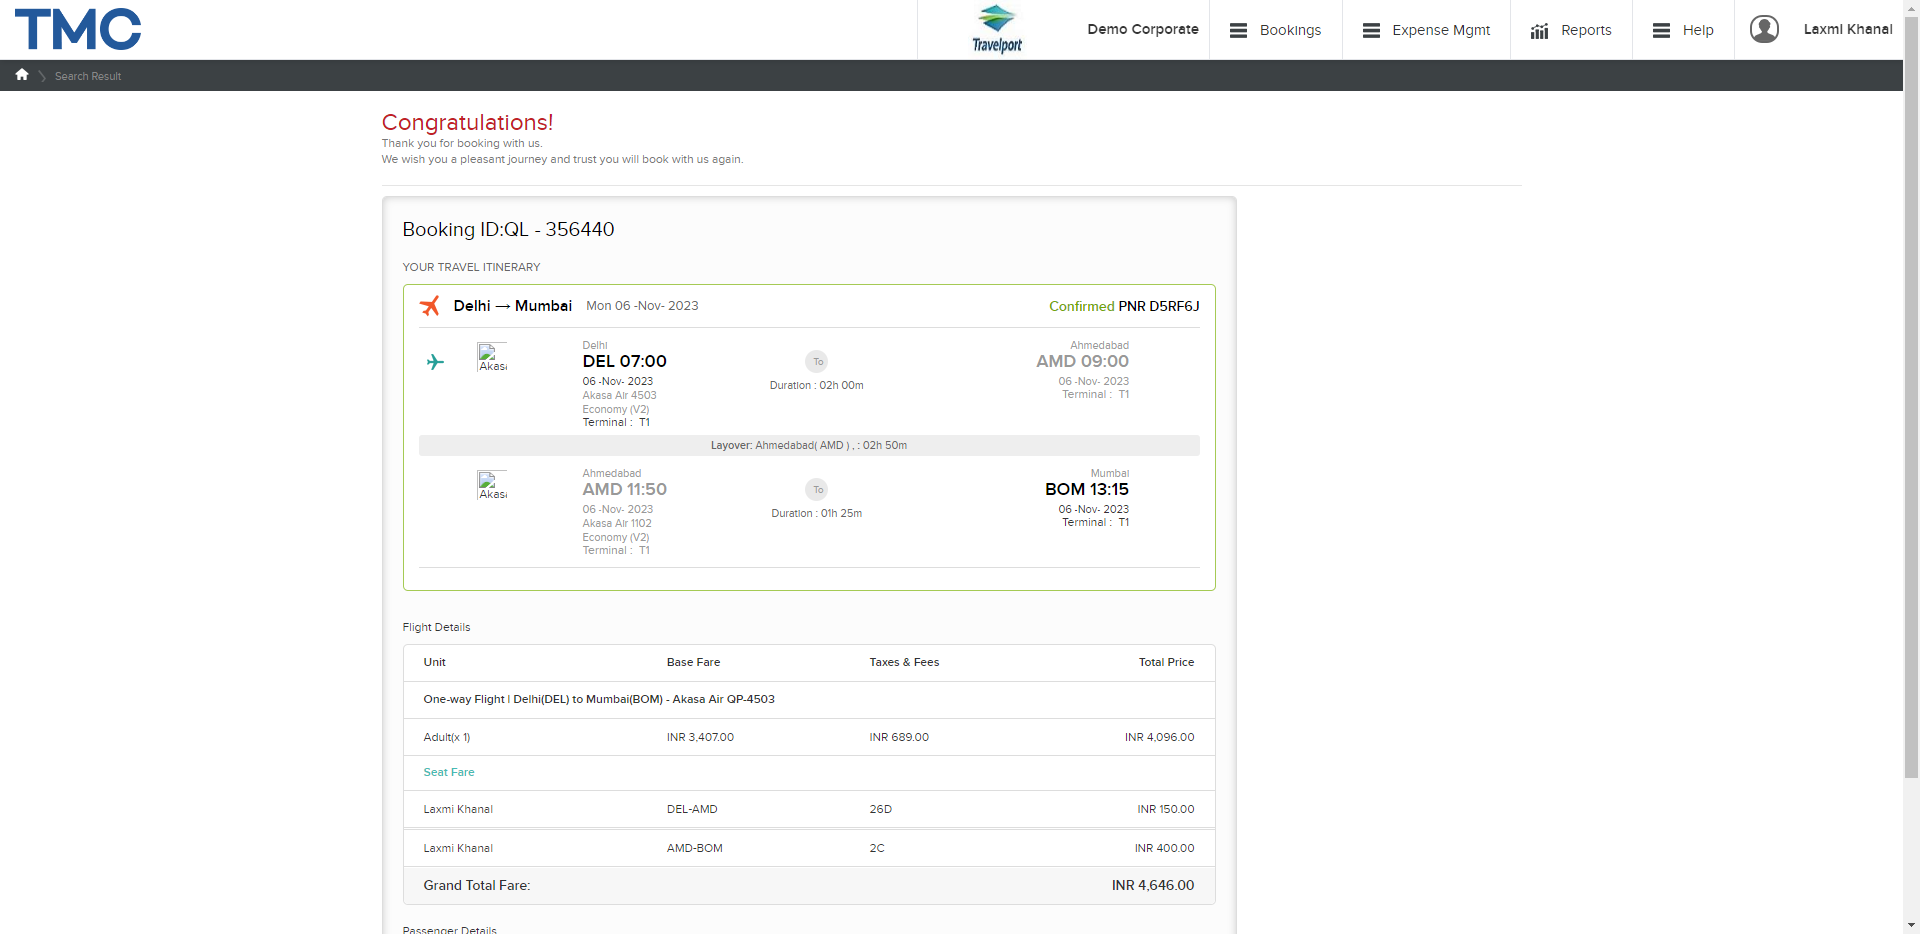 TMC
Travelport
Demo Corporate
Bookings
Expense Mgmt
Reports
Help
Laxmi Khanal
Search Result
Congratulations!
Thank you for booking with us.
We wish you a pleasant journey and trust you will book with us again.
Booking ID:QL - 356440
YOUR TRAVEL ITINERARY
Delhi → Mumbai Mon 06 -Nov- 2023 Confirmed PNR D5RF6J
Delhi
DEL 07:00
06 -Nov- 2023
Akasa Air 4503
Economy (V2)
Terminal : T1
To
Duration : 02h 00m
Ahmedabad
AMD 09:00
06 -Nov- 2023
Terminal : T1
Layover: Ahmedabad( AMD ) , : 02h 50m
Ahmedabad
AMD 11:50
06 -Nov- 2023
Akasa Air 1102
Economy (V2)
Terminal : T1
To
Duration : 01h 25m
Mumbai
BOM 13:15
06 -Nov- 2023
Terminal : T1
Flight Details
Unit Base Fare Taxes & Fees Total Price
One-way Flight | Delhi(DEL) to Mumbai(BOM) - Akasa Air QP-4503
Adult(x 1) INR 3,407.00 INR 689.00 INR 4,096.00
Seat Fare
Laxmi Khanal DEL-AMD 26D INR 150.00
Laxmi Khanal AMD-BOM 2C INR 400.00
Grand Total Fare: INR 4,646.00
Passenger Details